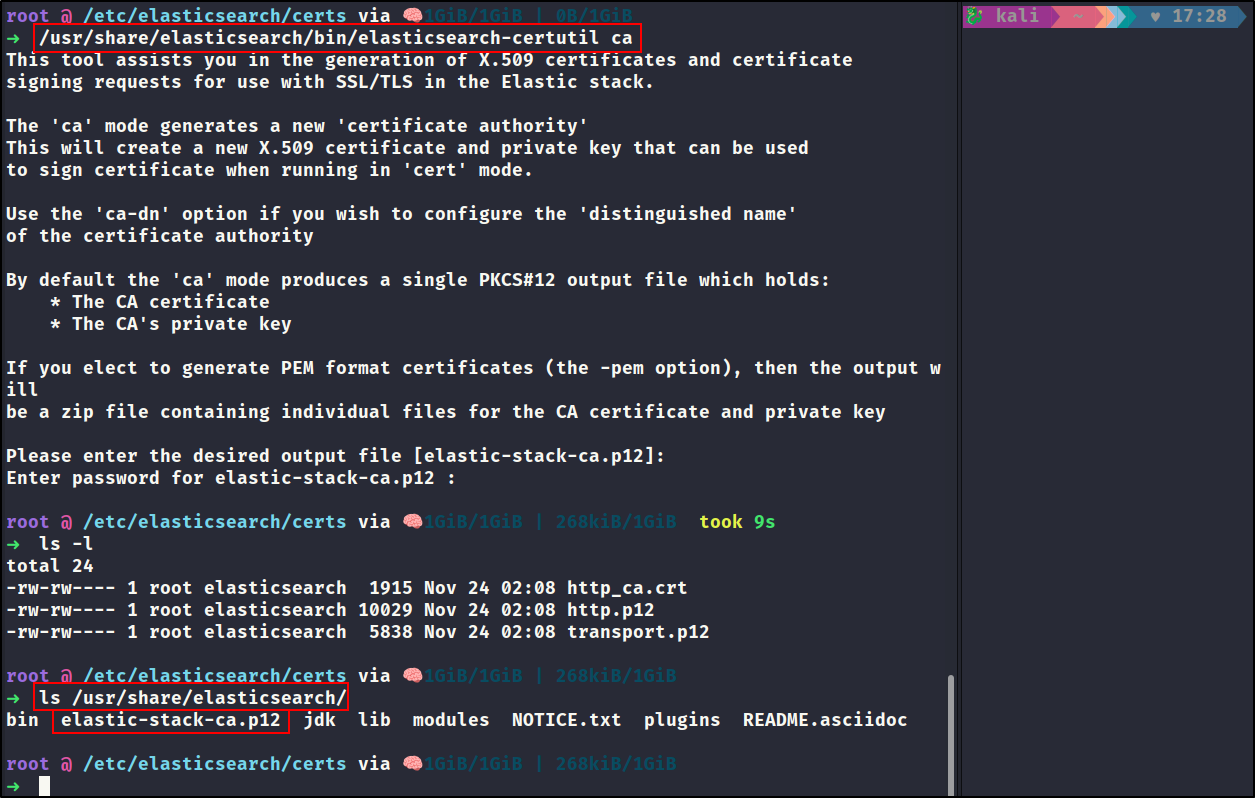 root @ /etc/elasticsearch/certs via 🧠1GiB/1GiB | 0B/1GiB
→ /usr/share/elasticsearch/bin/elasticsearch-certutil ca
This tool assists you in the generation of X.509 certificates and certificate
signing requests for use with SSL/TLS in the Elastic stack.
The 'ca' mode generates a new 'certificate authority'
This will create a new X.509 certificate and private key that can be used
to sign certificate when running in 'cert' mode.
Use the 'ca-dn' option if you wish to configure the 'distinguished name'
of the certificate authority
By default the 'ca' mode produces a single PKCS#12 output file which holds:
* The CA certificate
* The CA's private key
If you elect to generate PEM format certificates (the -pem option), then the output w
ill
be a zip file containing individual files for the CA certificate and private key
Please enter the desired output file [elastic-stack-ca.p12]:
Enter password for elastic-stack-ca.p12 :
root @ /etc/elasticsearch/certs via 🧠1GiB/1GiB | 268kiB/1GiB took 9s
→ ls -l
total 24
-rw-rw---- 1 root elasticsearch 1915 Nov 24 02:08 http_ca.crt
-rw-rw---- 1 root elasticsearch 10029 Nov 24 02:08 http.p12
-rw-rw---- 1 root elasticsearch 5838 Nov 24 02:08 transport.p12
root @ /etc/elasticsearch/certs via 🧠1GiB/1GiB | 268kiB/1GiB
→ ls /usr/share/elasticsearch/
bin elastic-stack-ca.p12 jdk lib modules NOTICE.txt plugins README.asciidoc
root @ /etc/elasticsearch/certs via 🧠1GiB/1GiB | 268kiB/1GiB
→
kali ~ ♥ 17:28